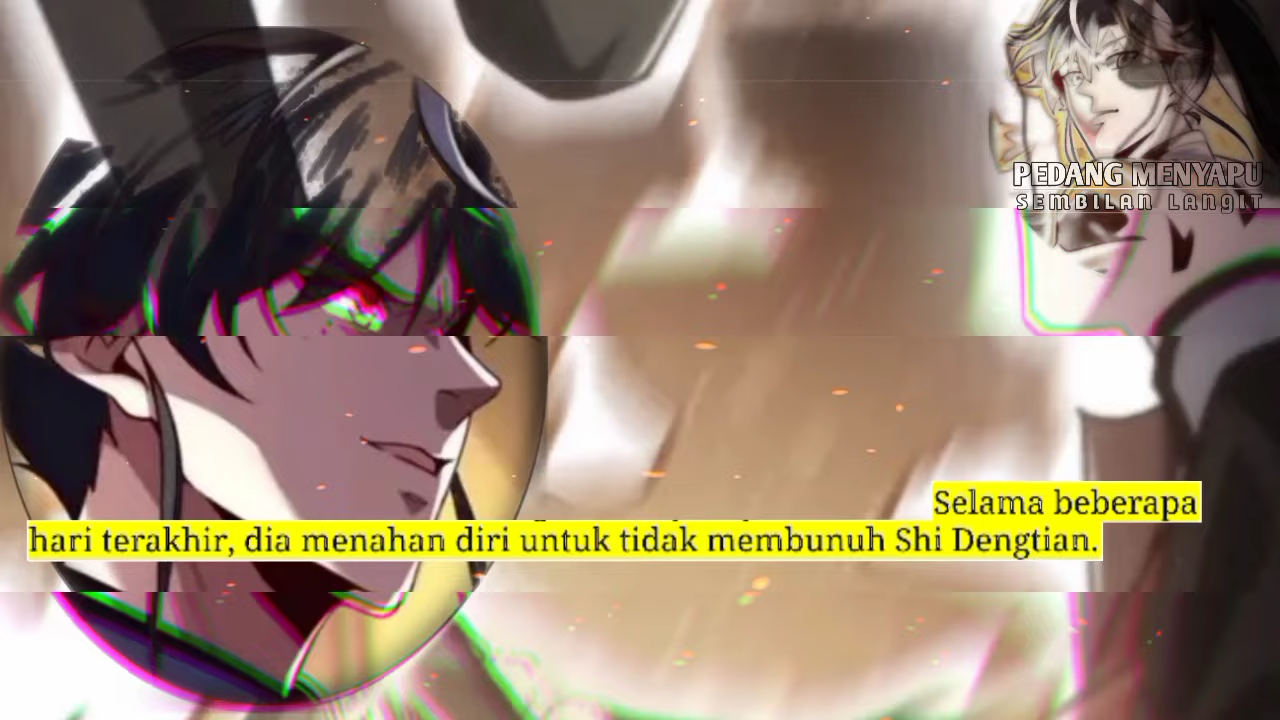 PEDANG MENYAPU
SEMBILAN LANGIT
Selama beberapa
hari terakhir, dia menahan diri untuk tidak membunuh Shi Dengtian.